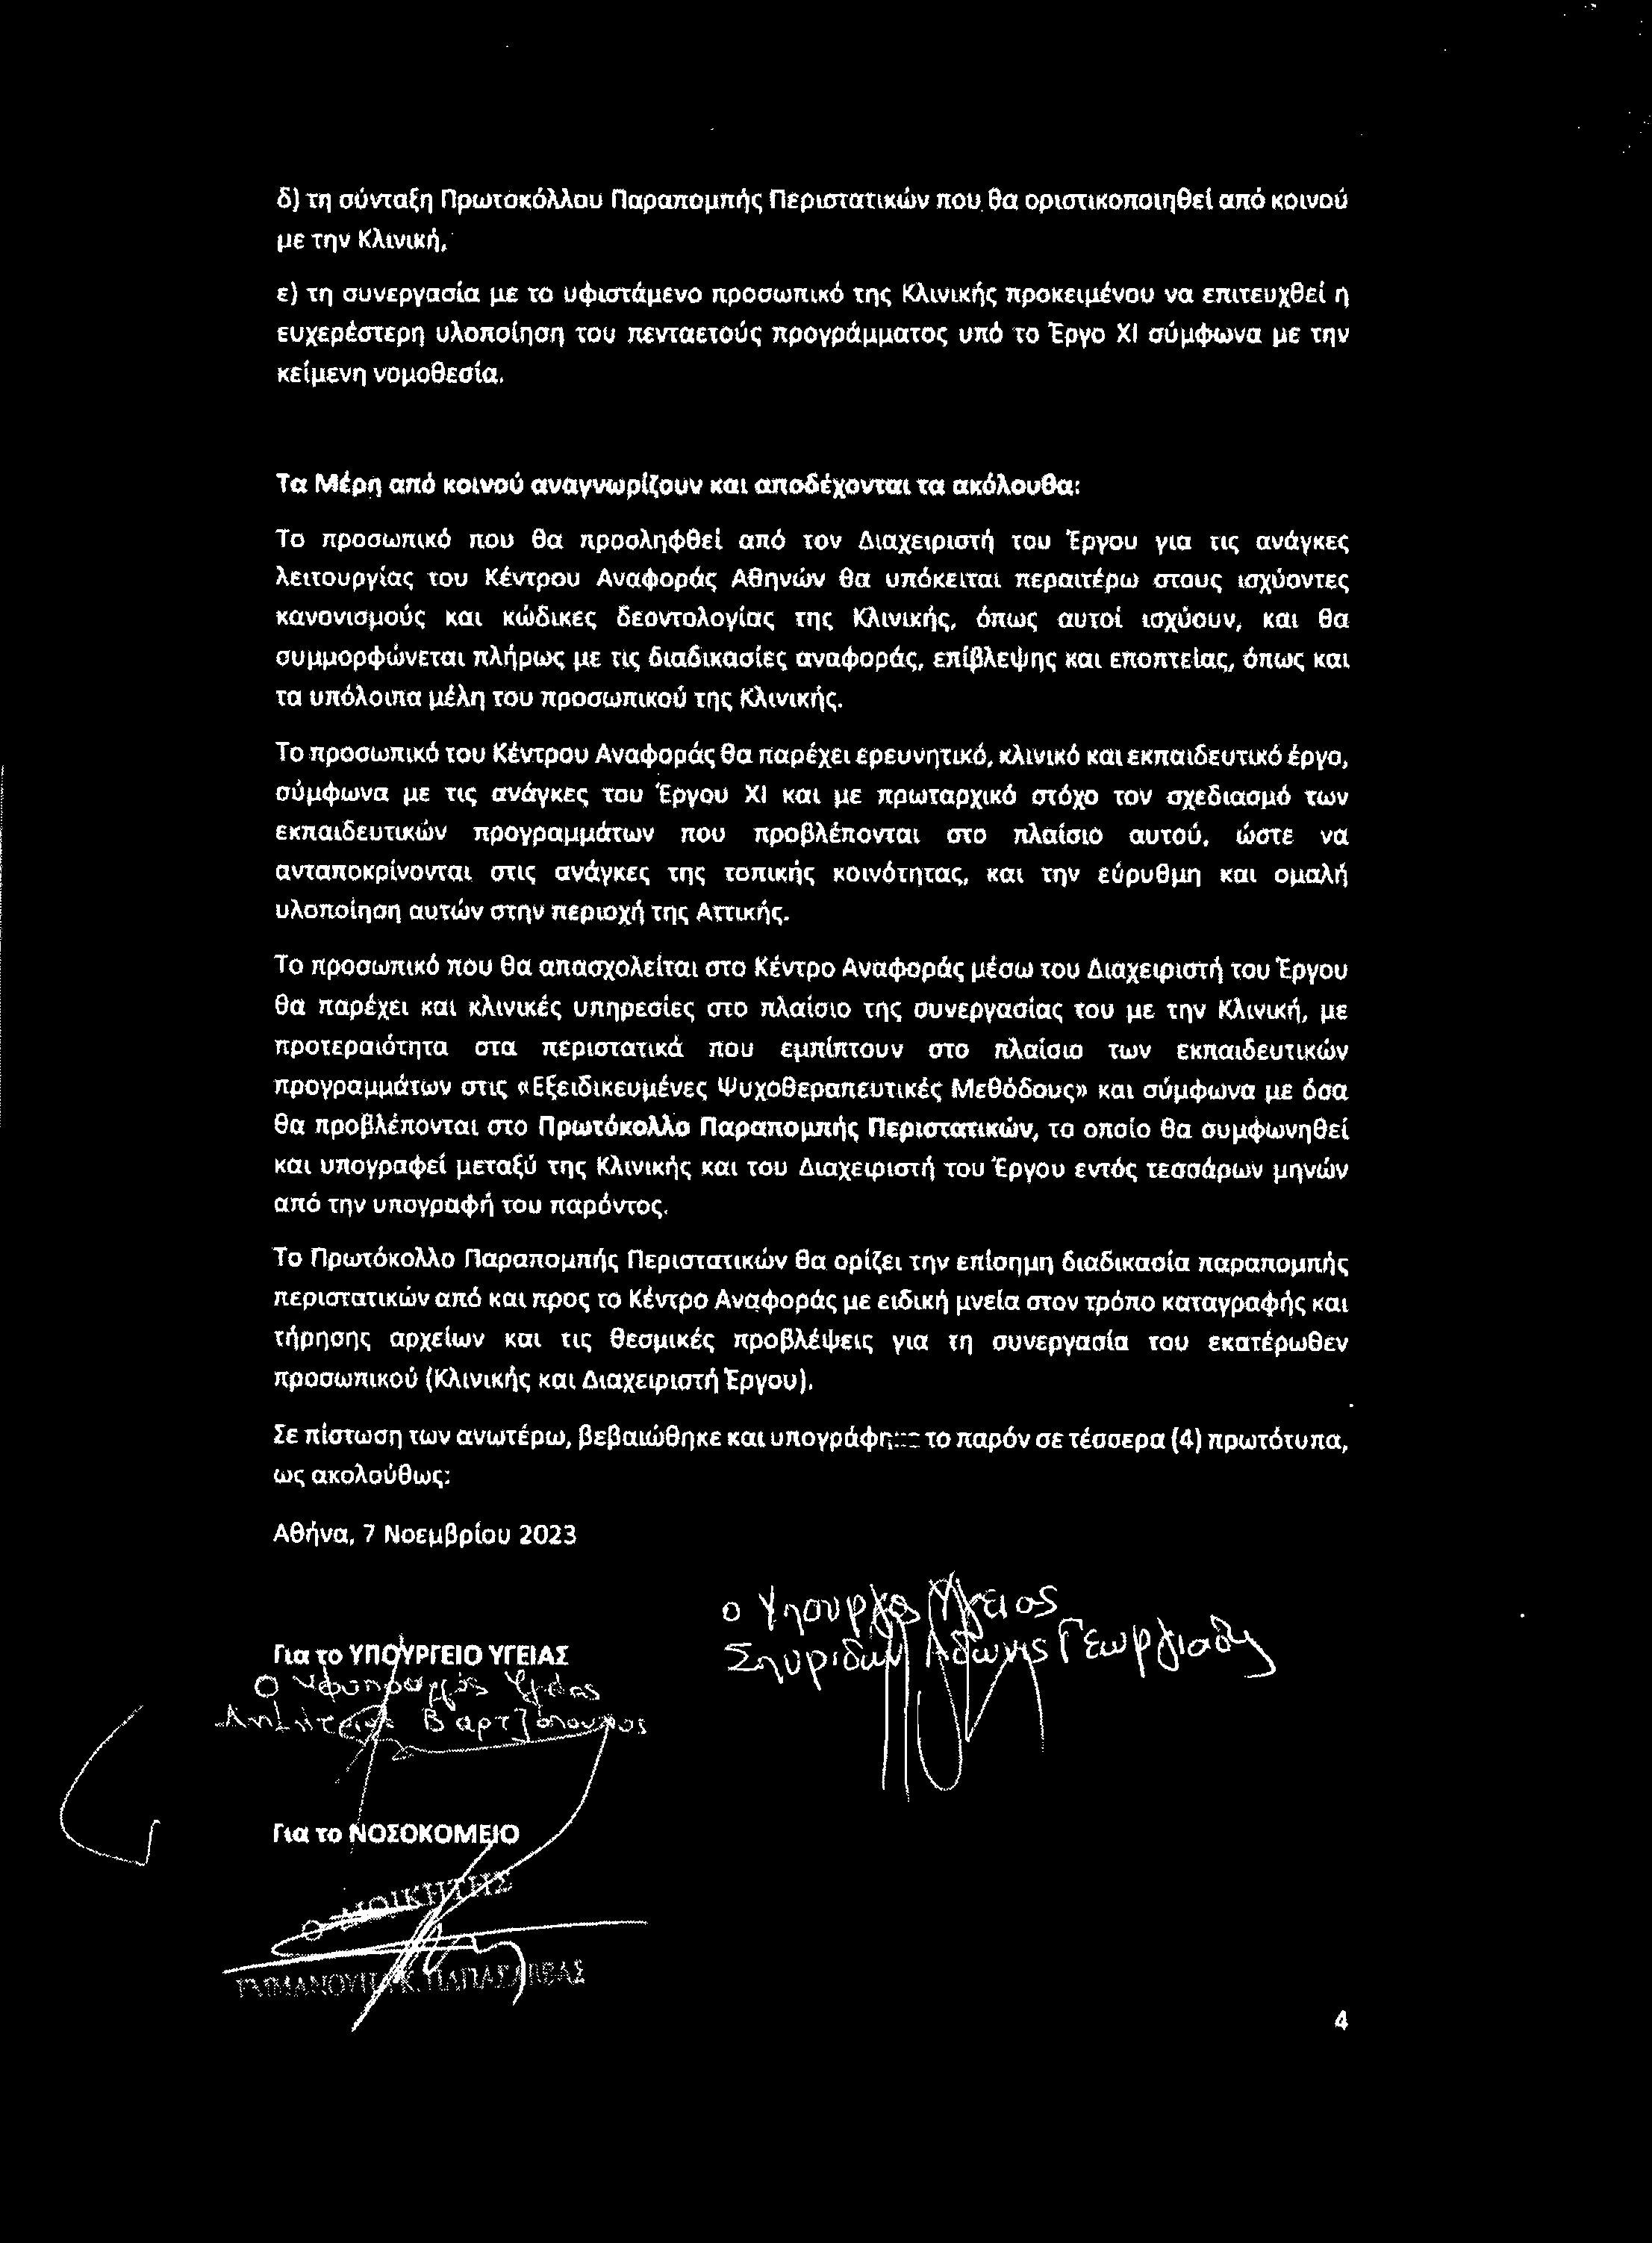 δ) τη σύνταξη Πρωτοκόλλου Παραπομπής Περιστατικών που θα οριστικοποιηθεί από κοινού
με την Κλινική,
ε) τη συνεργασία με το υφιστάμενο προσωπικό της Κλινικής προκειμένου να επιτευχθεί η
ευχερέστερη υλοποίηση του πενταετούς προγράμματος υπό το Έργο XI σύμφωνα με την
κείμενη νομοθεσία.
Τα Μέρη από κοινού αναγνωρίζουν και αποδέχονται τα ακόλουθα:
Το προσωπικό που θα προσληφθεί από τον Διαχειριστή του Έργου για τις ανάγκες
λειτουργίας του Κέντρου Αναφοράς Αθηνών θα υπόκειται περαιτέρω στους ισχύοντες
κανονισμούς και κώδικες δεοντολογίας της Κλινικής, όπως αυτοί ισχύουν, και θα
συμμορφώνεται πλήρως με τις διαδικασίες αναφοράς, επίβλεψης και εποπτείας, όπως και
τα υπόλοιπα μέλη του προσωπικού της Κλινικής.
Το προσωπικό του Κέντρου Αναφοράς θα παρέχει ερευνητικό, κλινικό και εκπαιδευτικό έργο,
σύμφωνα με τις ανάγκες του Έργου XI και με πρωταρχικό στόχο τον σχεδιασμό των
εκπαιδευτικών προγραμμάτων που προβλέπονται στο πλαίσιο αυτού, ώστε να
ανταποκρίνονται στις ανάγκες της τοπικής κοινότητας, και την εύρυθμη και ομαλή
υλοποίηση αυτών στην περιοχή της Αττικής.
Το προσωπικό που θα απασχολείται στο Κέντρο Αναφοράς μέσω του Διαχειριστή του Έργου
θα παρέχει και κλινικές υπηρεσίες στο πλαίσιο της συνεργασίας του με την Κλινική, με
προτεραιότητα στα περιστατικά που εμπίπτουν στο πλαίσιο των εκπαιδευτικών
προγραμμάτων στις «Εξειδικευμένες Ψυχοθεραπευτικές Μεθόδους» και σύμφωνα με όσα
θα προβλέπονται στο Πρωτόκολλο Παραπομπής Περιστατικών, το οποίο θα συμφωνηθεί
και υπογραφεί μεταξύ της Κλινικής και του Διαχειριστή του Έργου εντός τεσσάρων μηνών
από την υπογραφή του παρόντος.
Το Πρωτόκολλο Παραπομπής Περιστατικών θα ορίζει την επίσημη διαδικασία παραπομπής
περιστατικών από και προς το Κέντρο Αναφοράς με ειδική μνεία στον τρόπο καταγραφής και
τήρησης αρχείων και τις θεσμικές προβλέψεις για τη συνεργασία του εκατέρωθεν
προσωπικού (Κλινικής και Διαχειριστή Έργου).
Σε πίστωση των ανωτέρω, βεβαιώθηκε και το παρόν σε τέσσερα (4) πρωτότυπα,
ως ακολούθως:
Αθήνα, 7 Νοεμβρίου 2023
ο Υπουργός Υγείας
Σπυρίδων Άδωνις Γεωργιάδης
Για το ΥΠΟΥΡΓΕΙΟ ΥΓΕΙΑΣ
Ο Υφυπουργός Υγείας
Δημήτριος Βαρτζόπουλος
Για το ΝΟΣΟΚΟΜΕΙΟ
Ο ΔΙΟΙΚΗΤΗΣ
4